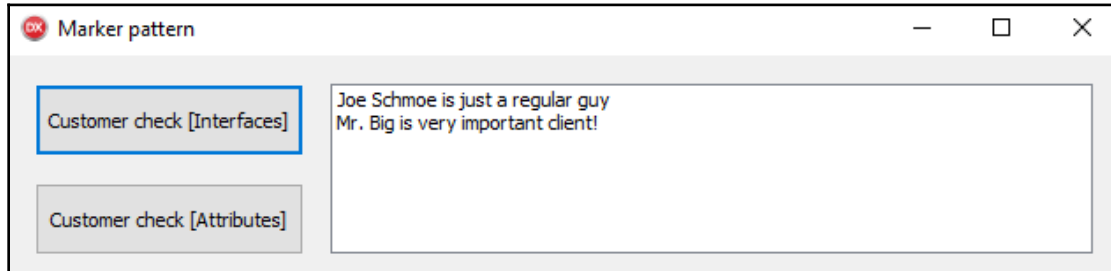 DX Marker pattern
Customer check [Interfaces]
Joe Schmoe is just a regular guy
Mr. Big is very important client!
Customer check [Attributes]